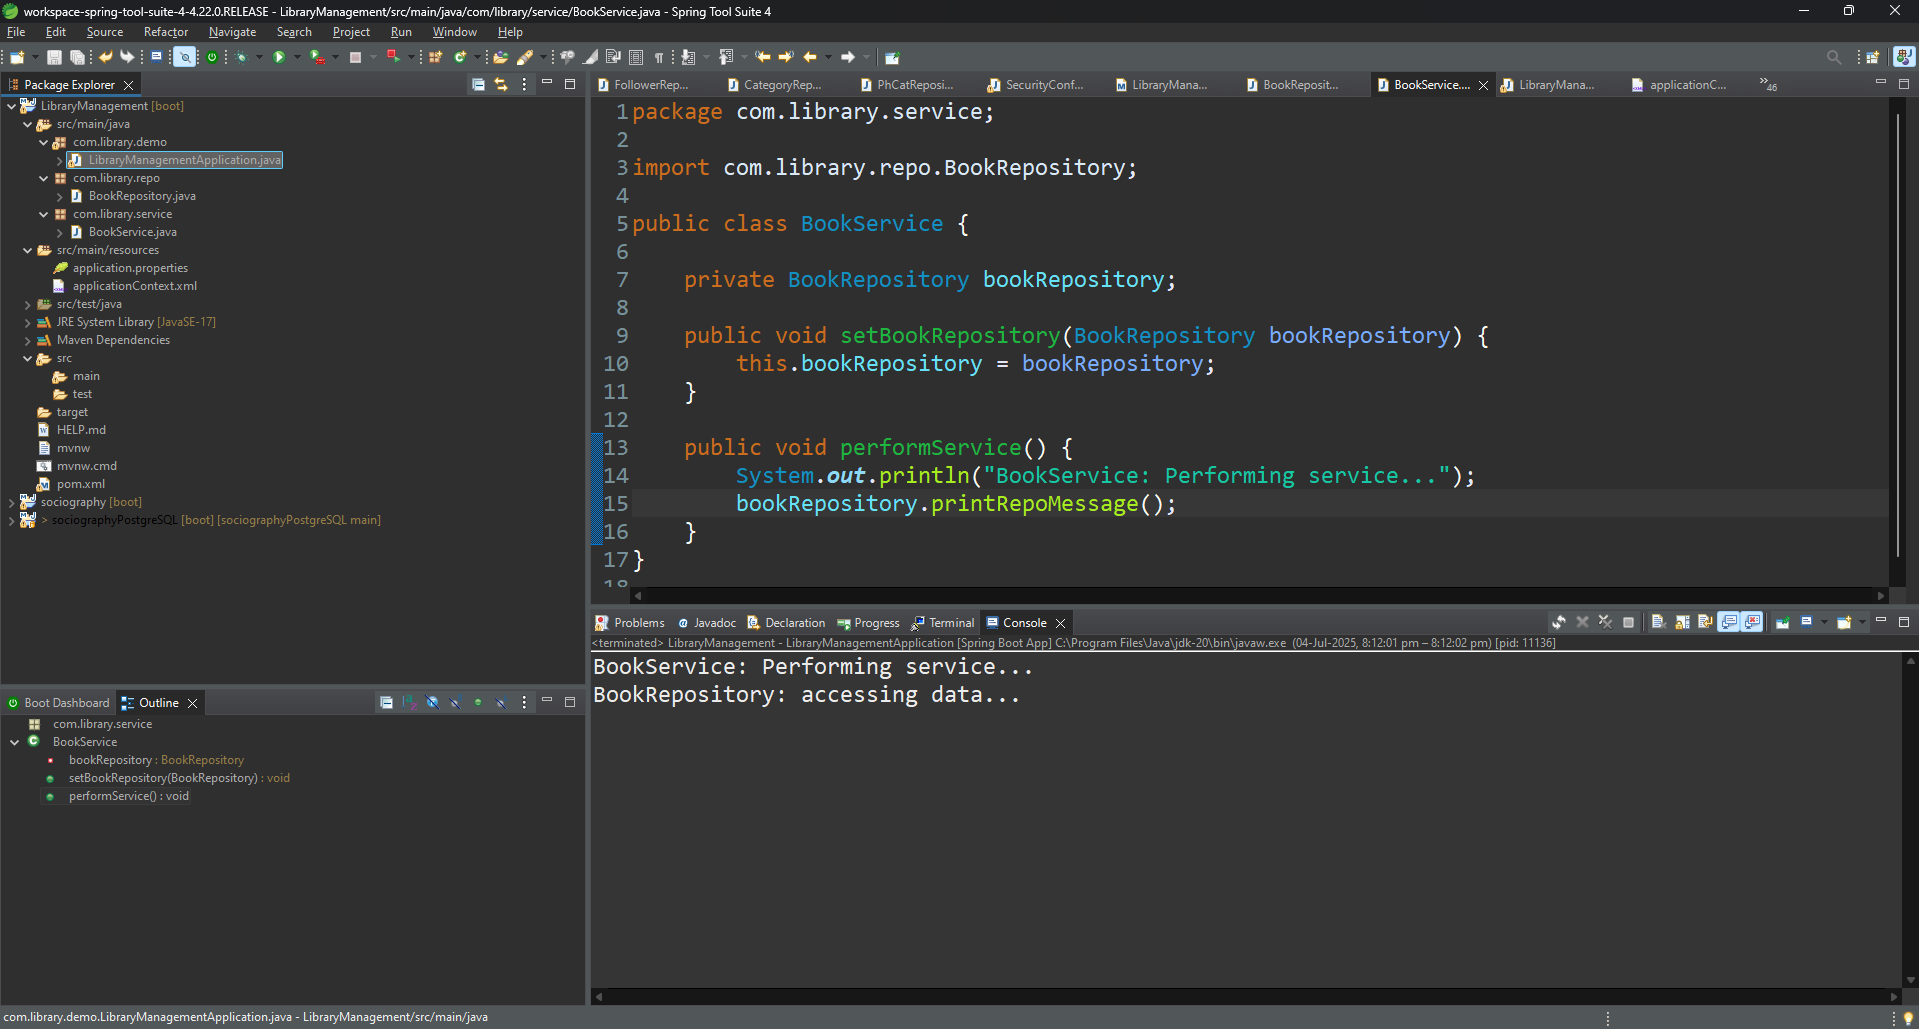 workspace-spring-tool-suite-4-4.22.0.RELEASE - LibraryManagement/src/main/java/com/library/service/BookService.java - Spring Tool Suite 4
File Edit Source Refactor Navigate Search Project Run Window Help
Package Explorer
LibraryManagement [boot]
src/main/java
com.library.demo
LibraryManagementApplication.java
com.library.repo
BookRepository.java
com.library.service
BookService.java
src/main/resources
application.properties
applicationContext.xml
src/test/java
JRE System Library [JavaSE-17]
Maven Dependencies
src
main
test
target
HELP.md
mvnw
mvnw.cmd
pom.xml
sociography [boot]
> sociographyPostgreSQL [boot] [sociographyPostgreSQL main]
Boot Dashboard Outline
com.library.service
BookService
bookRepository : BookRepository
setBookRepository(BookRepository) : void
performService() : void
FollowerRep... CategoryRep... PhCatReposi... SecurityConf... LibraryMana... BookReposit... BookService.... LibraryMana... applicationC... »46
1 package com.library.service;
2
3 import com.library.repo.BookRepository;
4
5 public class BookService {
6
7 private BookRepository bookRepository;
8
9 public void setBookRepository(BookRepository bookRepository) {
10 this.bookRepository = bookRepository;
11 }
12
13 public void performService() {
14 System.out.println("BookService: Performing service...");
15 bookRepository.printRepoMessage();
16 }
17 }
18
Problems Javadoc Declaration Progress Terminal Console
<terminated> LibraryManagement - LibraryManagementApplication [Spring Boot App] C:\Program Files\Java\jdk-20\bin\javaw.exe (04-Jul-2025, 8:12:01 pm – 8:12:02 pm) [pid: 11136]
BookService: Performing service...
BookRepository: accessing data...
com.library.demo.LibraryManagementApplication.java - LibraryManagement/src/main/java